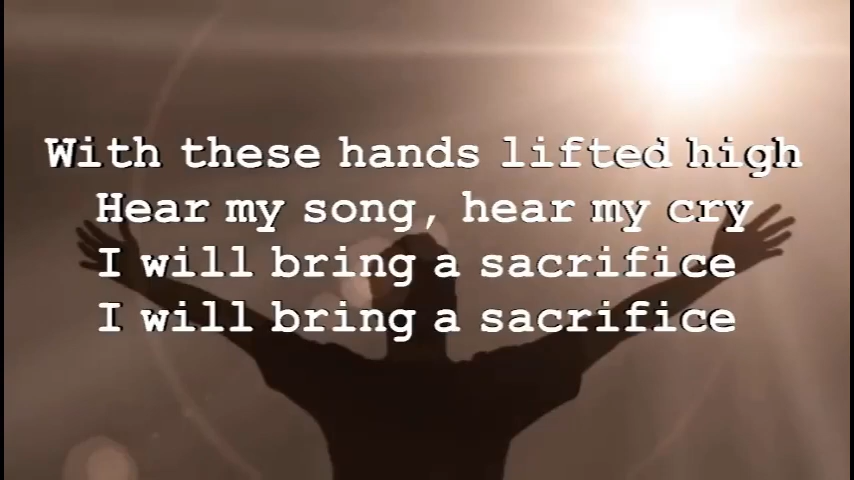 With these hands lifted high
Hear my song, hear my cry
I will bring a sacrifice
I will bring a sacrifice